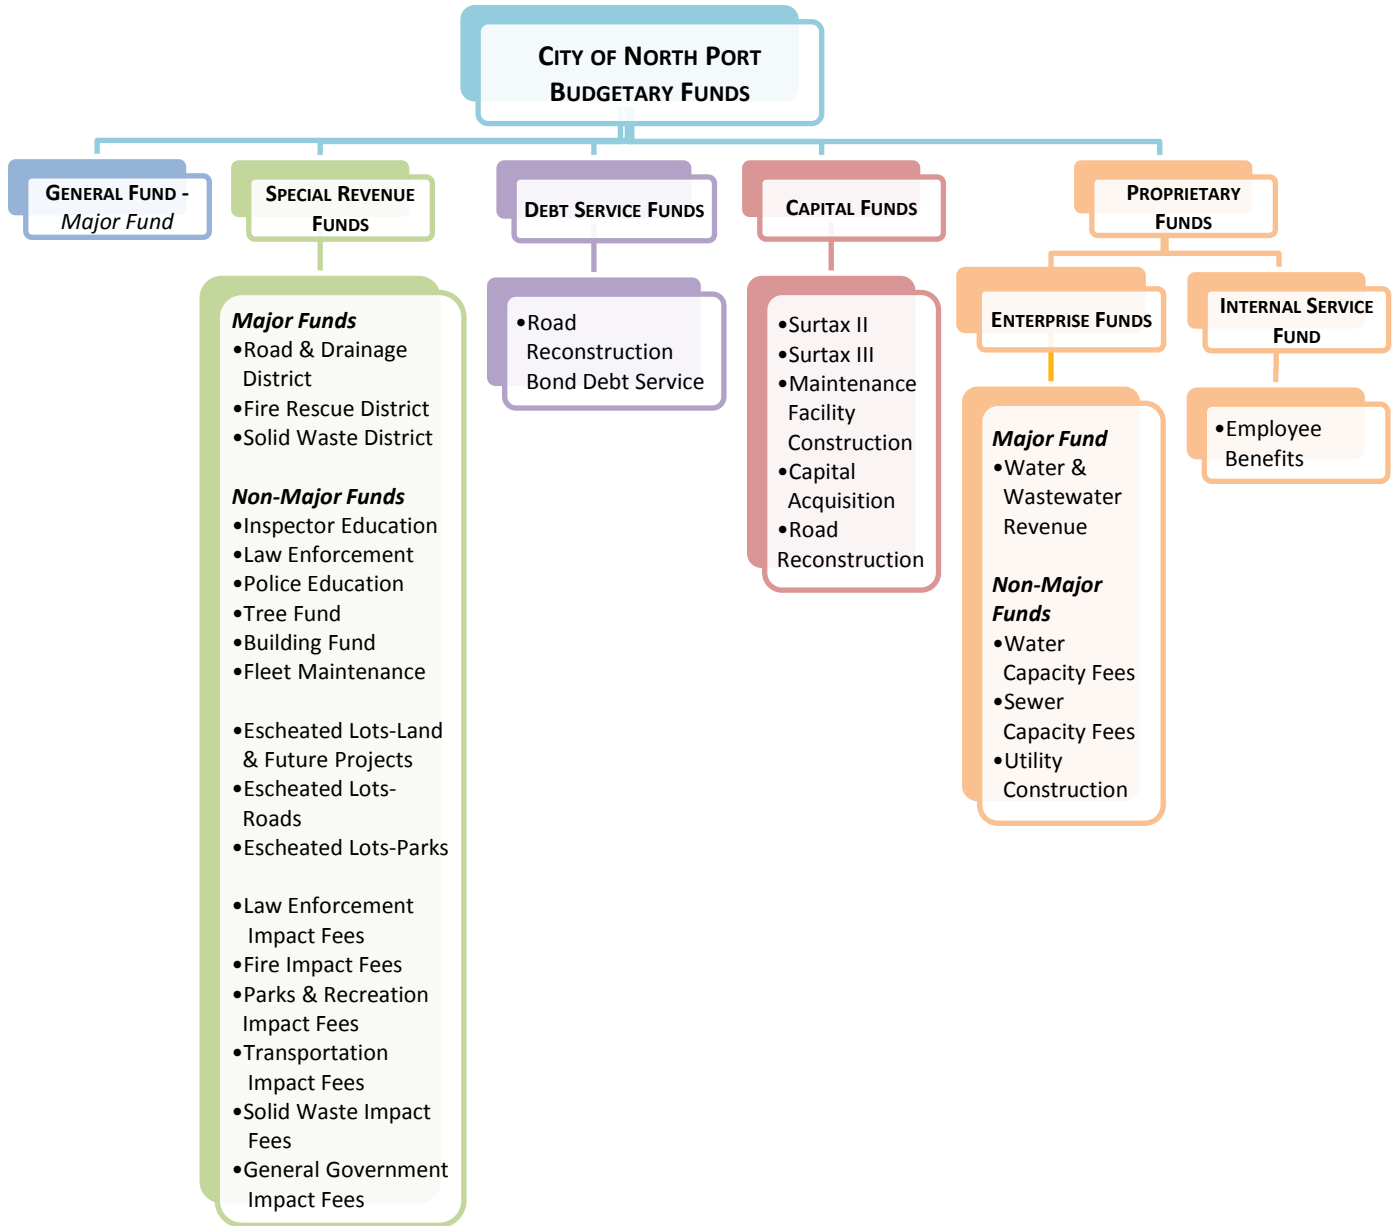 CITY OF NORTH PORT
BUDGETARY FUNDS
GENERAL FUND -
Major Fund
SPECIAL REVENUE
FUNDS
DEBT SERVICE FUNDS
CAPITAL FUNDS
PROPRIETARY
FUNDS
ENTERPRISE FUNDS
INTERNAL SERVICE
FUND
Major Funds
•Road & Drainage
District
•Fire Rescue District
•Solid Waste District
Non-Major Funds
•Inspector Education
•Law Enforcement
•Police Education
•Tree Fund
•Building Fund
•Fleet Maintenance
•Escheated Lots-Land
& Future Projects
•Escheated Lots-
Roads
•Escheated Lots-Parks
•Law Enforcement
Impact Fees
•Fire Impact Fees
•Parks & Recreation
Impact Fees
•Transportation
Impact Fees
•Solid Waste Impact
Fees
•General Government
Impact Fees
•Road
Reconstruction
Bond Debt Service
•Surtax II
•Surtax III
•Maintenance
Facility
Construction
•Capital
Acquisition
•Road
Reconstruction
Major Fund
•Water &
Wastewater
Revenue
Non-Major
Funds
•Water
Capacity Fees
•Sewer
Capacity Fees
•Utility
Construction
•Employee
Benefits